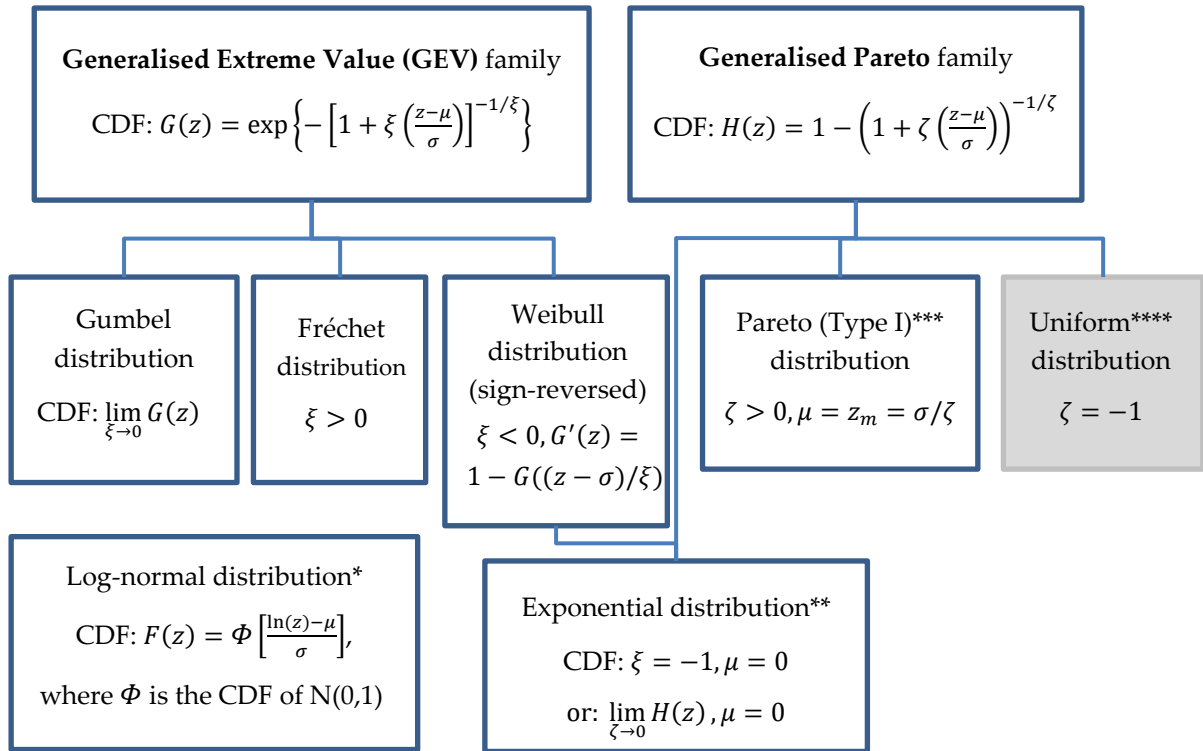 Generalised Extreme Value (GEV) family
CDF: G(z) = exp{−[1 + ξ((z−μ)/σ)]^(−1/ξ)}
Generalised Pareto family
CDF: H(z) = 1 − (1 + ζ((z−μ)/σ))^(−1/ζ)
Gumbel
distribution
CDF: lim ξ→0 G(z)
Fréchet
distribution
ξ > 0
Weibull
distribution
(sign-reversed)
ξ < 0, G′(z) =
1 − G((z − σ)/ξ)
Pareto (Type I)***
distribution
ζ > 0, μ = z_m = σ/ζ
Uniform****
distribution
ζ = −1
Log-normal distribution*
CDF: F(z) = Φ[(ln(z)−μ)/σ],
where Φ is the CDF of N(0,1)
Exponential distribution**
CDF: ξ = −1, μ = 0
or: lim ζ→0 H(z), μ = 0